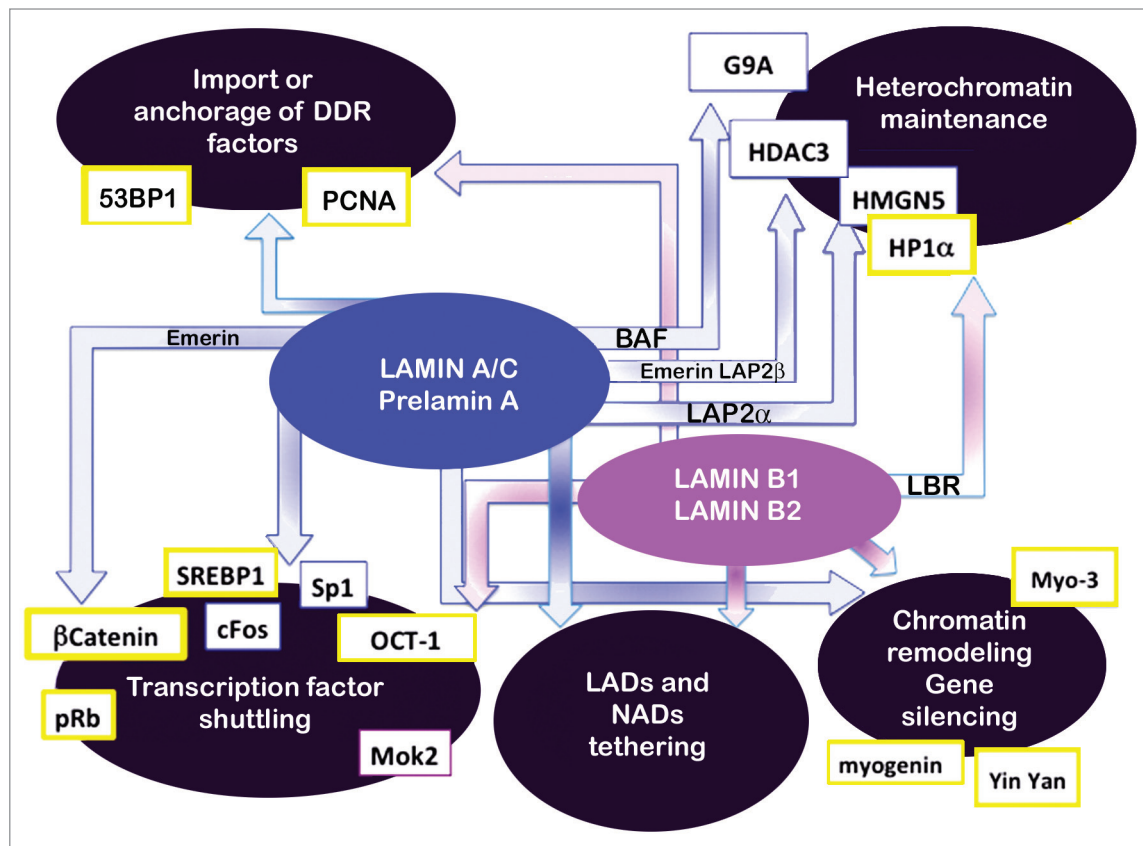 Import or
anchorage of DDR
factors
53BP1
PCNA
G9A
Heterochromatin
maintenance
HDAC3
HMGN5
HP1α
Emerin
BAF
Emerin LAP2β
LAP2α
LAMIN A/C
Prelamin A
LAMIN B1
LAMIN B2
LBR
SREBP1
Sp1
βCatenin
cFos
OCT-1
Transcription factor
shuttling
pRb
Mok2
LADs and
NADs
tethering
Myo-3
Chromatin
remodeling
Gene
silencing
myogenin
Yin Yan